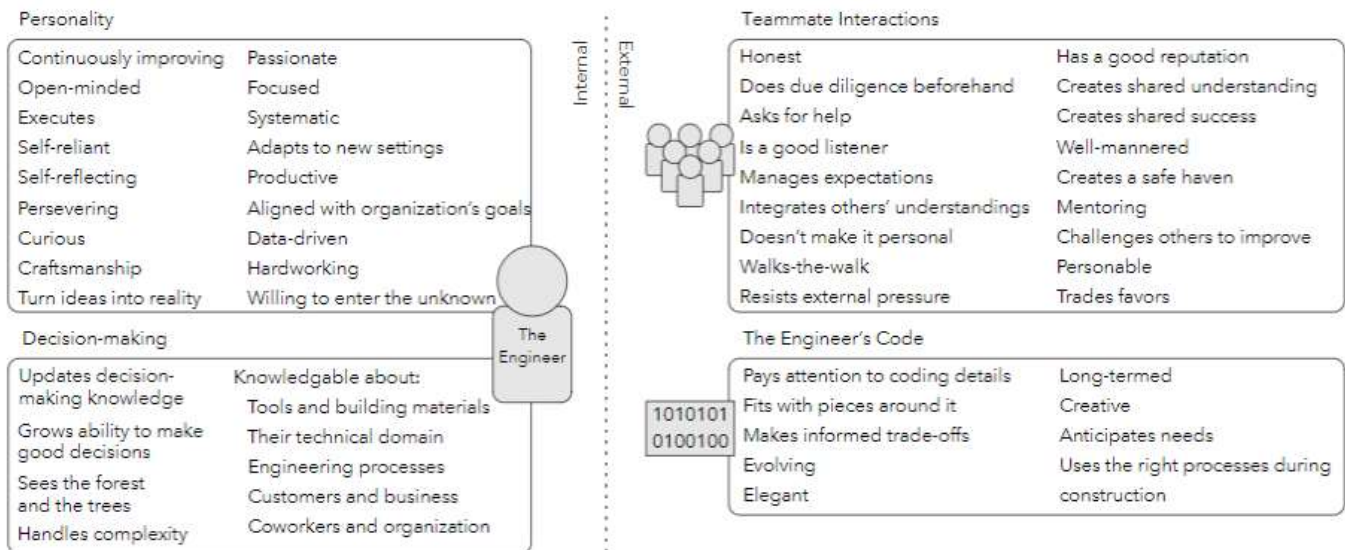 Personality
Continuously improving
Open-minded
Executes
Self-reliant
Self-reflecting
Persevering
Curious
Craftsmanship
Turn ideas into reality
Passionate
Focused
Systematic
Adapts to new settings
Productive
Aligned with organization's goals
Data-driven
Hardworking
Willing to enter the unknown
Decision-making
Updates decision-
making knowledge
Grows ability to make
good decisions
Sees the forest
and the trees
Handles complexity
Knowledgable about:
Tools and building materials
Their technical domain
Engineering processes
Customers and business
Coworkers and organization
The
Engineer
Internal
External
Teammate Interactions
Honest
Does due diligence beforehand
Asks for help
Is a good listener
Manages expectations
Integrates others' understandings
Doesn't make it personal
Walks-the-walk
Resists external pressure
Has a good reputation
Creates shared understanding
Creates shared success
Well-mannered
Creates a safe haven
Mentoring
Challenges others to improve
Personable
Trades favors
The Engineer's Code
1010101
0100100
Pays attention to coding details
Fits with pieces around it
Makes informed trade-offs
Evolving
Elegant
Long-termed
Creative
Anticipates needs
Uses the right processes during
construction